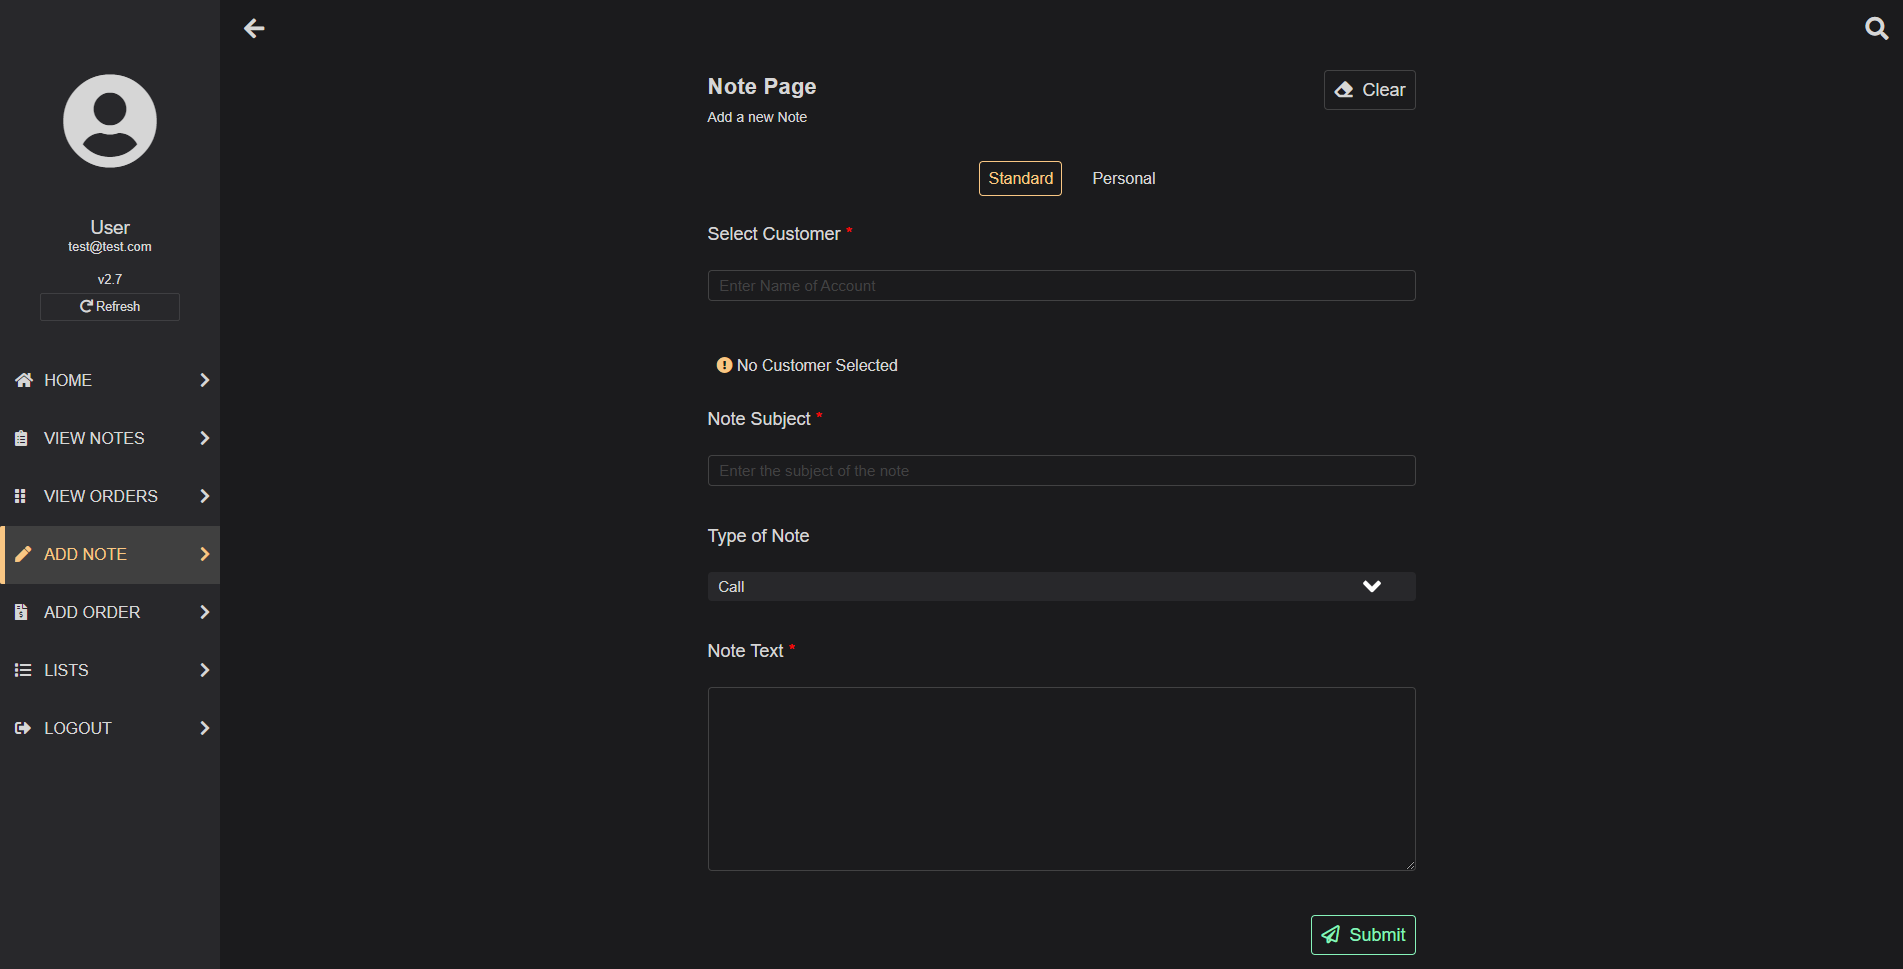 User
test@test.com
v2.7
Refresh
HOME
VIEW NOTES
VIEW ORDERS
ADD NOTE
ADD ORDER
LISTS
LOGOUT
Note Page
Clear
Add a new Note
Standard Personal
Select Customer *
Enter Name of Account
No Customer Selected
Note Subject *
Enter the subject of the note
Type of Note
Call
Note Text *
Submit